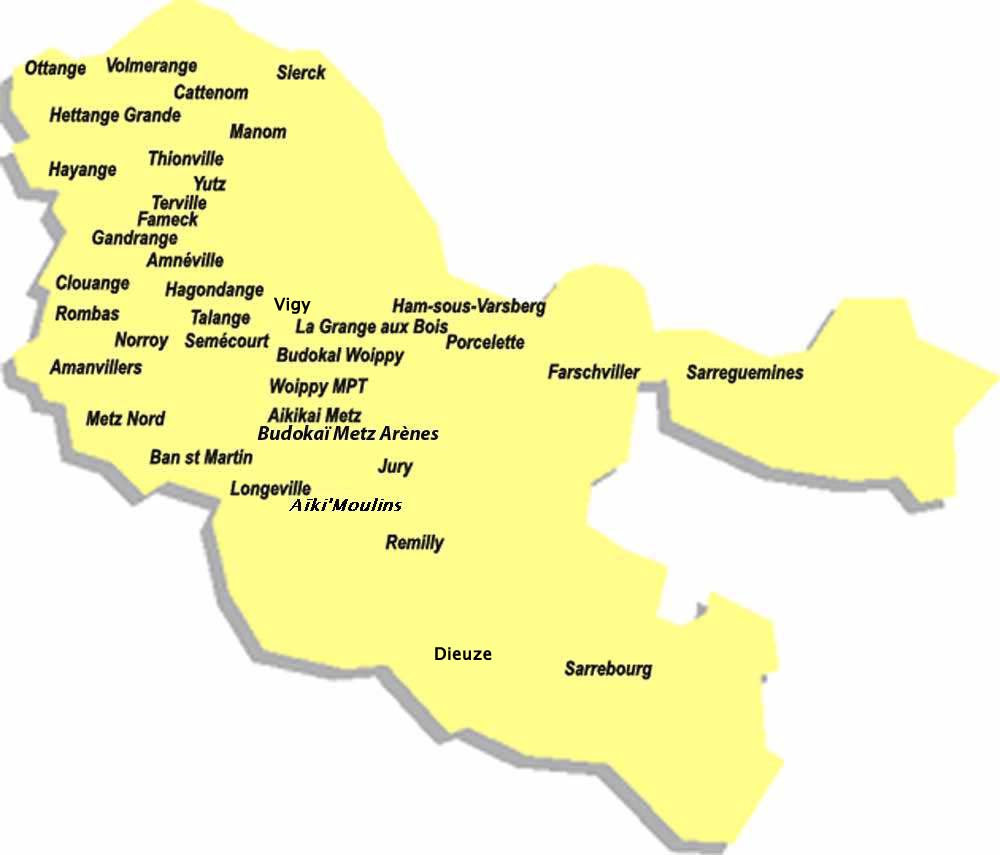 Ottange
Volmerange
Sierck
Cattenom
Hettange Grande
Manom
Thionville
Hayange
Yutz
Terville
Fameck
Gandrange
Amnéville
Clouange
Hagondange
Vigy
Ham-sous-Varsberg
Rombas
Talange
La Grange aux Bois
Norroy
Semécourt
Porcelette
Budokal Woippy
Amanvillers
Farschviller
Sarreguemines
Woippy MPT
Metz Nord
Aikikai Metz
Budokaï Metz Arènes
Ban st Martin
Jury
Longeville
Aïki'Moulins
Remilly
Dieuze
Sarrebourg